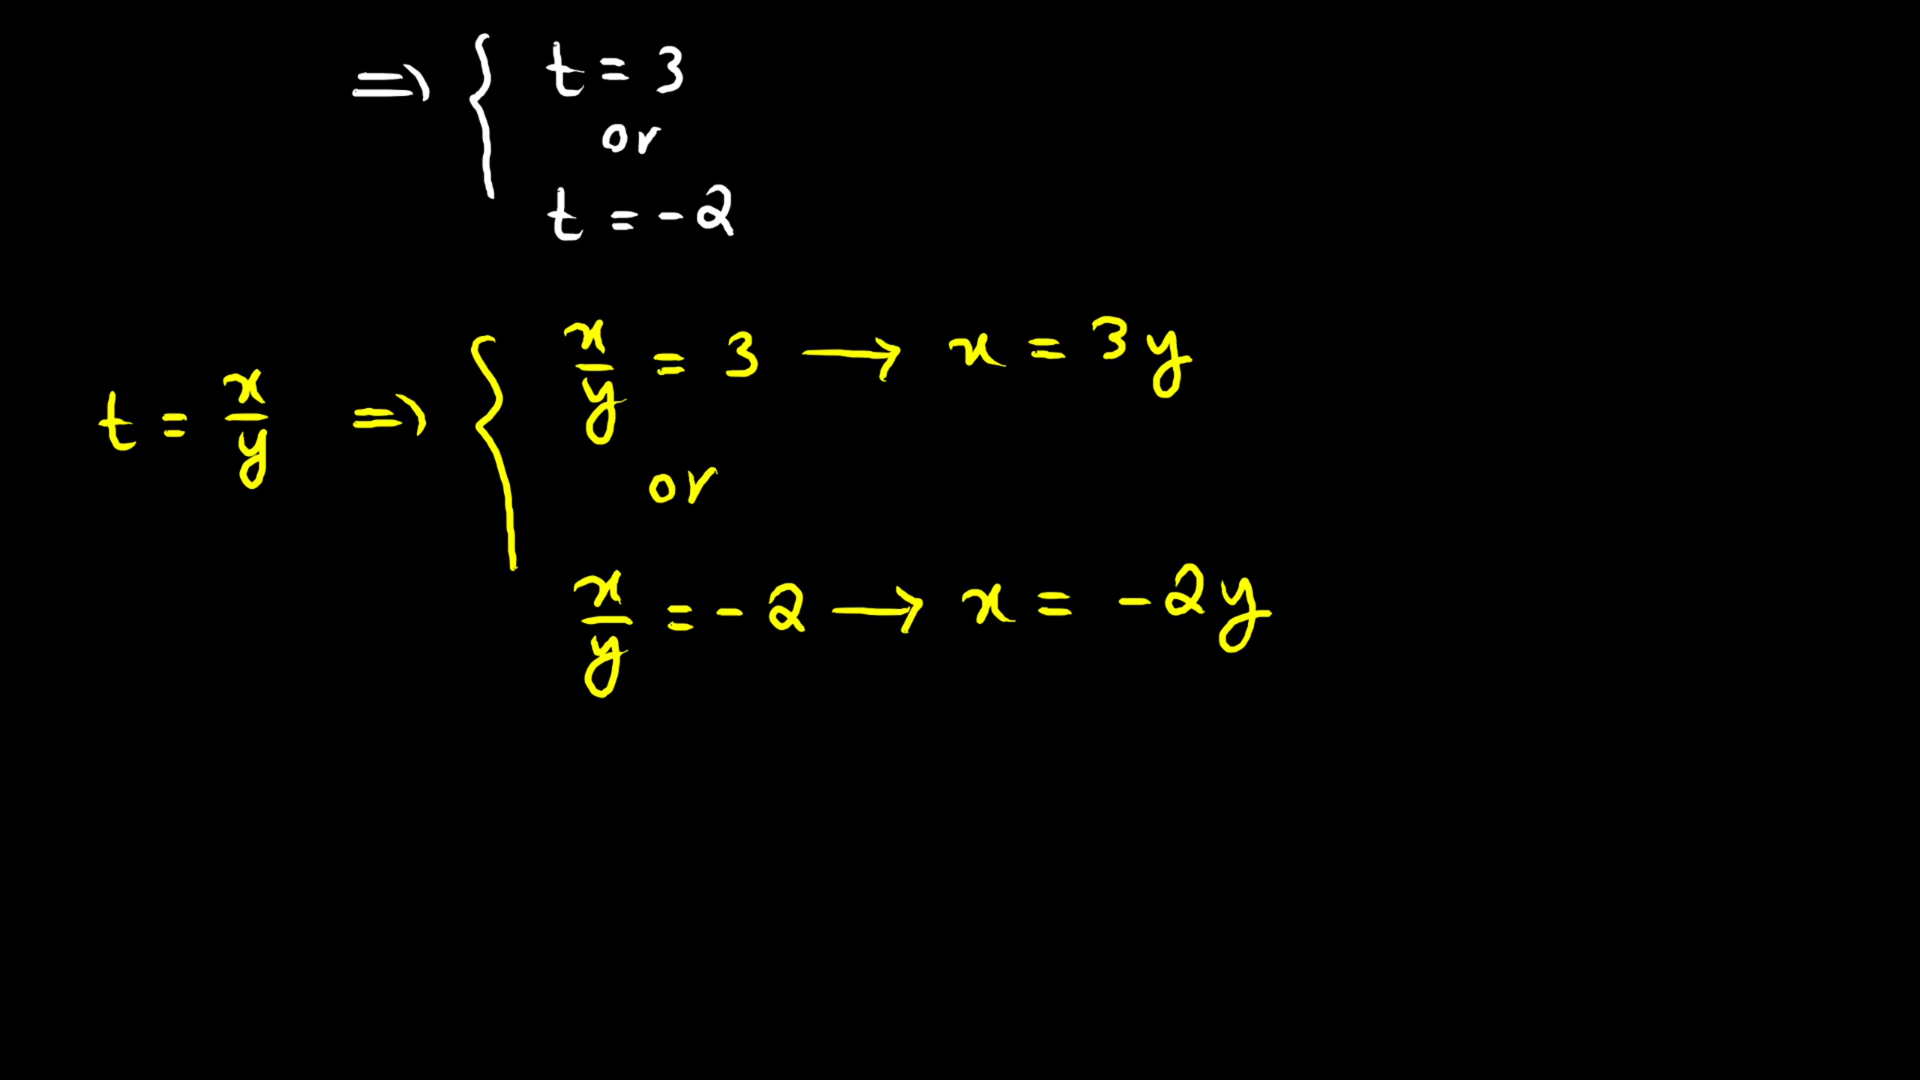 ⇒ { t = 3
or
t = -2
t = x/y ⇒ { x/y = 3 → x = 3y
or
x/y = -2 → x = -2y